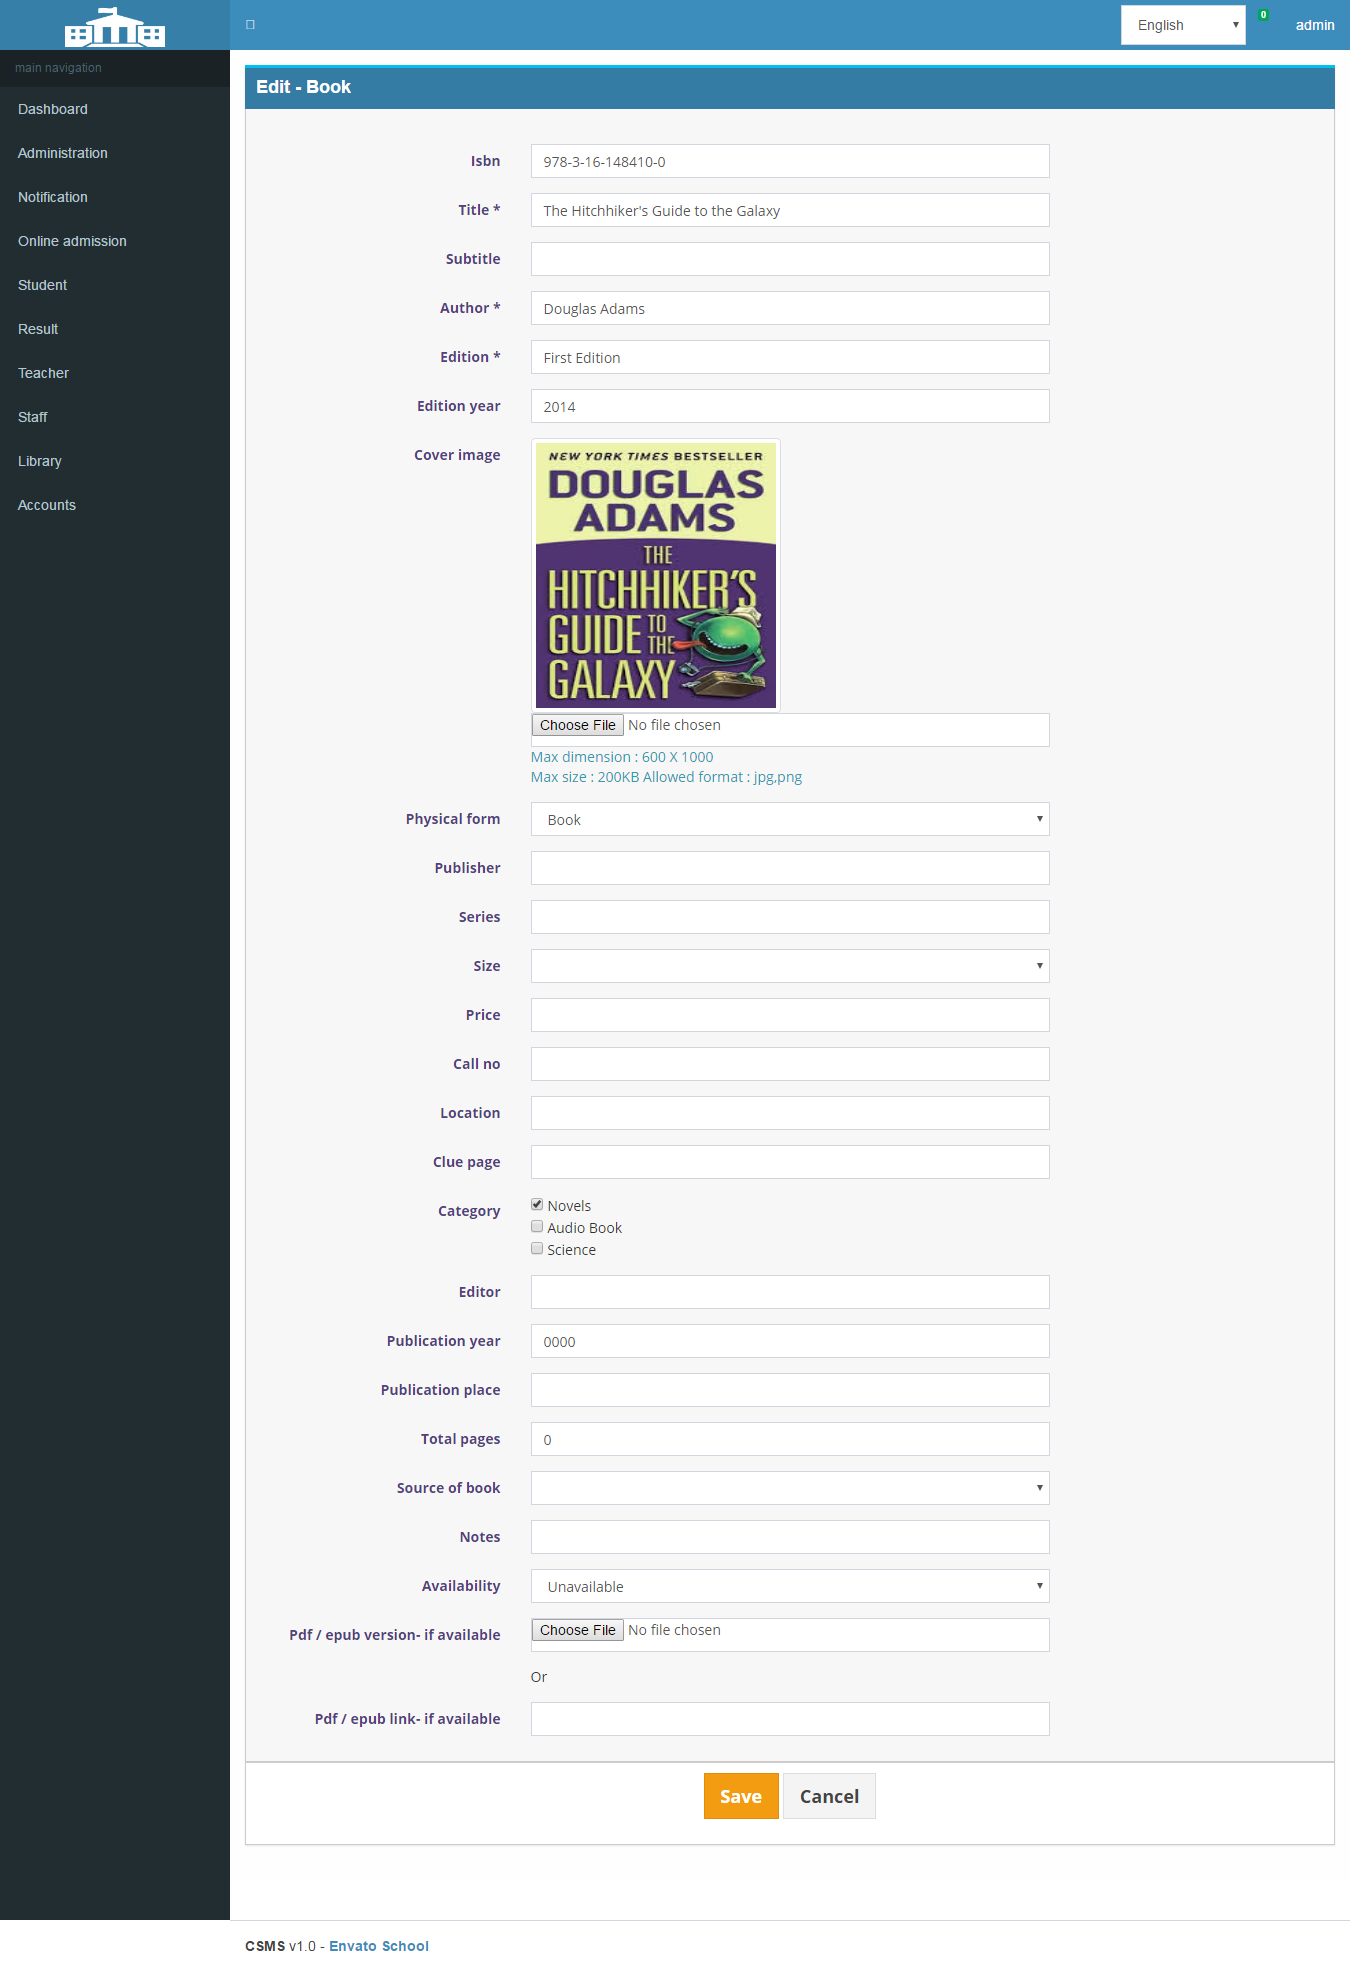 English
0
admin
main navigation
Dashboard
Administration
Notification
Online admission
Student
Result
Teacher
Staff
Library
Accounts
Edit - Book
Isbn 978-3-16-148410-0
Title * The Hitchhiker's Guide to the Galaxy
Subtitle
Author * Douglas Adams
Edition * First Edition
Edition year 2014
Cover image
NEW YORK TIMES BESTSELLER
DOUGLAS
ADAMS
THE
HITCHHIKER'S
GUIDE TO THE
GALAXY
Choose File No file chosen
Max dimension : 600 X 1000
Max size : 200KB Allowed format : jpg,png
Physical form Book
Publisher
Series
Size
Price
Call no
Location
Clue page
Category Novels
Audio Book
Science
Editor
Publication year 0000
Publication place
Total pages 0
Source of book
Notes
Availability Unavailable
Pdf / epub version- if available Choose File No file chosen
Or
Pdf / epub link- if available
Save Cancel
CSMS v1.0 - Envato School